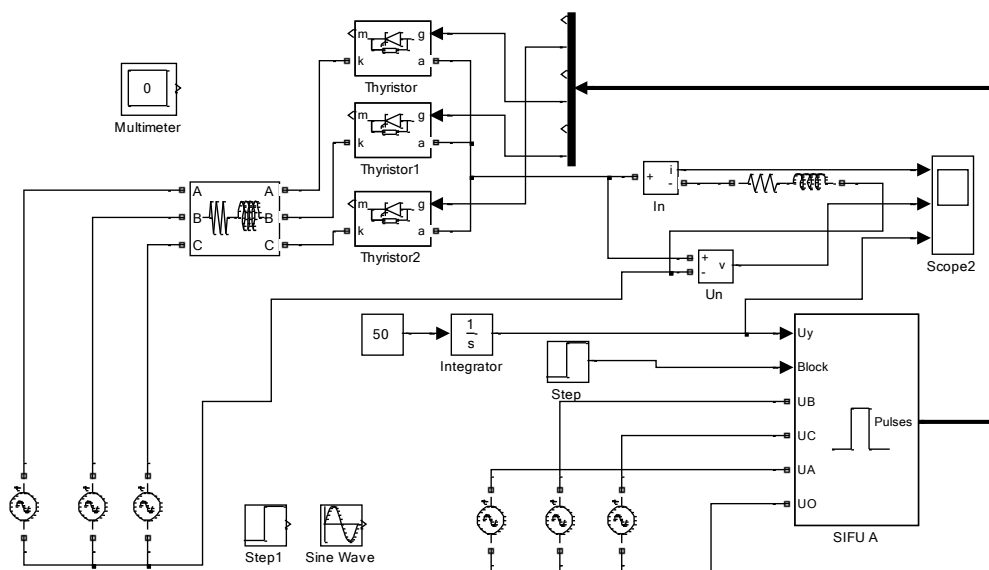 m g
k a
Thyristor
0
Multimeter
m g
k a
Thyristor1
A A
B B
C C
m g
k a
Thyristor2
+ i
-
In
Scope2
+ v
-
Un
50
1
s
Integrator
Step
Uy
Block
UB
UC
UA
UO
Pulses
SIFU A
Step1
Sine Wave